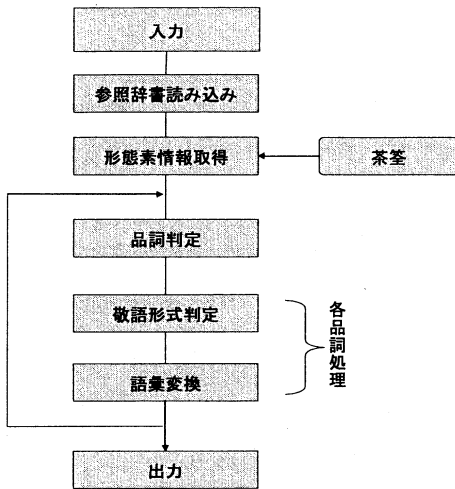 入力
参照辞書読み込み
形態素情報取得
茶筌
品詞判定
敬語形式判定
語彙変換
各品詞処理
出力